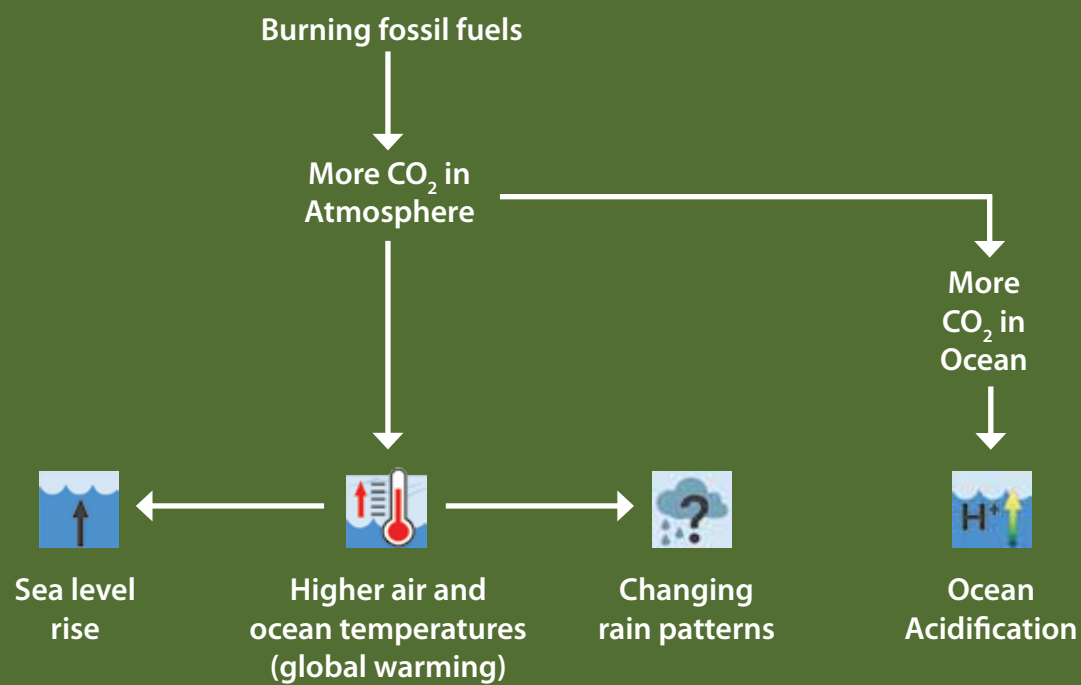 Burning fossil fuels
More CO₂ in
Atmosphere
More
CO₂ in
Ocean
H⁺
?
Sea level
rise
Higher air and
ocean temperatures
(global warming)
Changing
rain patterns
Ocean
Acidification